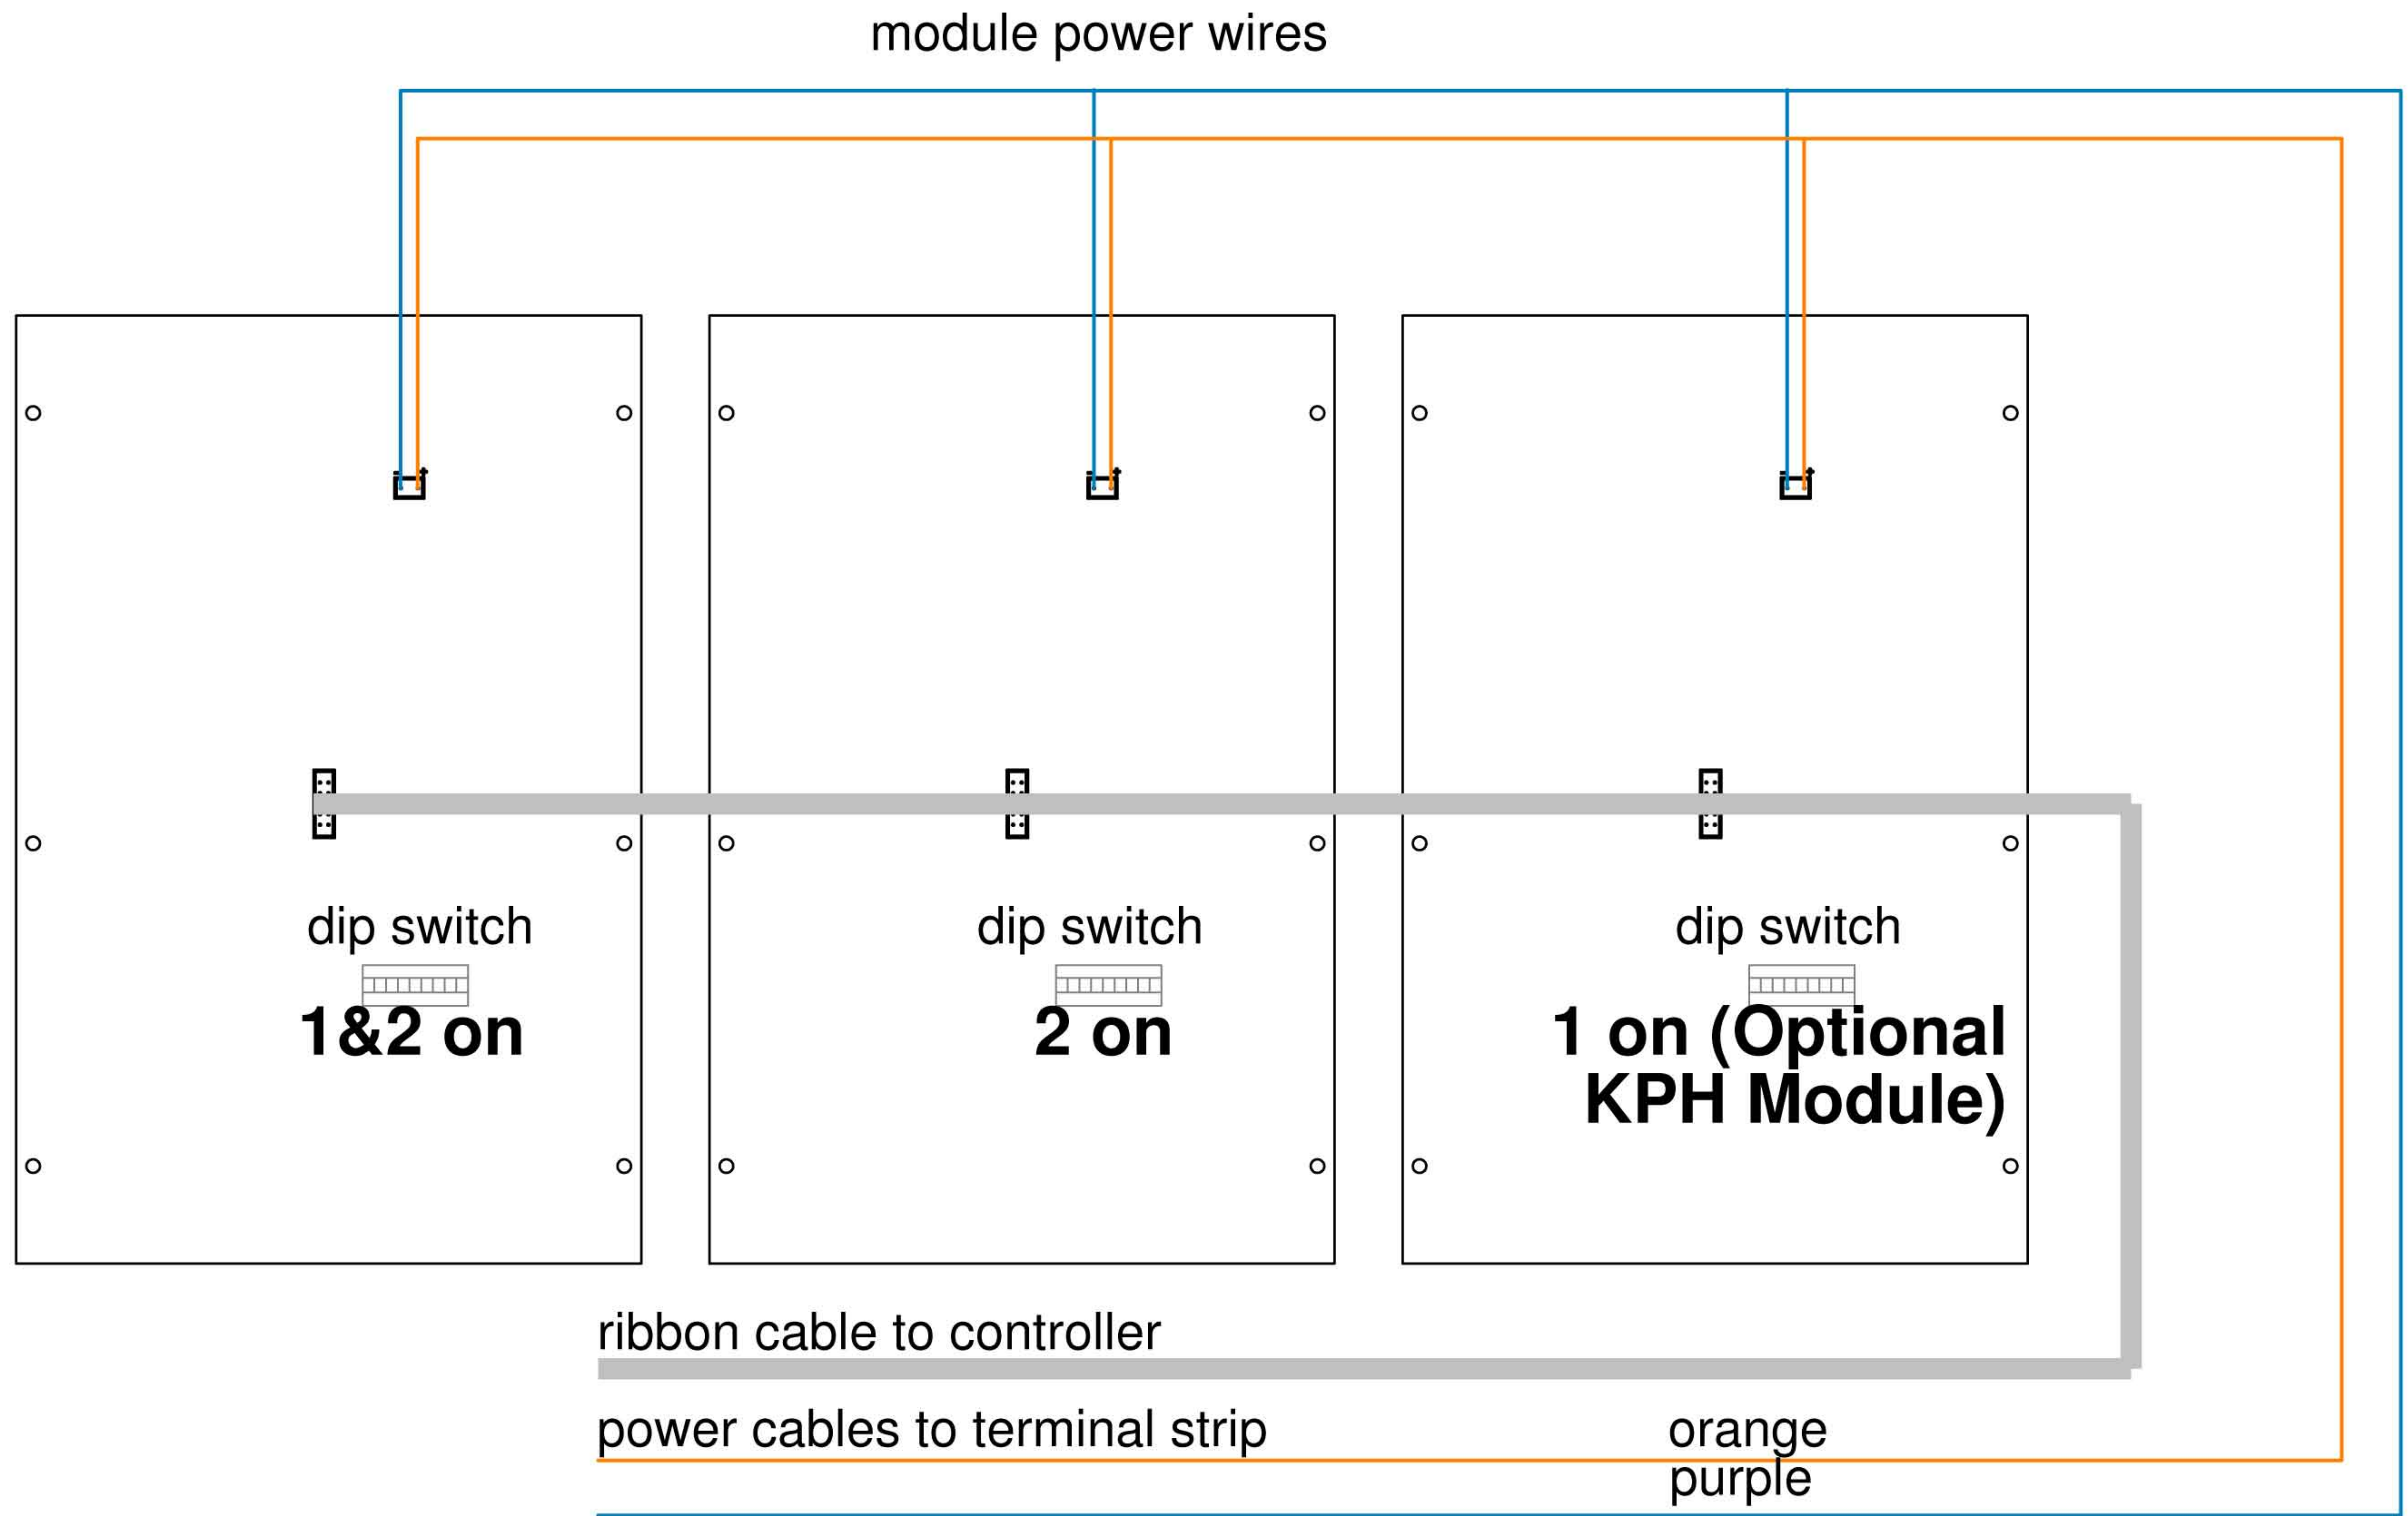 module power wires
dip switch
1&2 on
dip switch
2 on
dip switch
1 on (Optional
KPH Module)
ribbon cable to controller
power cables to terminal strip
orange
purple